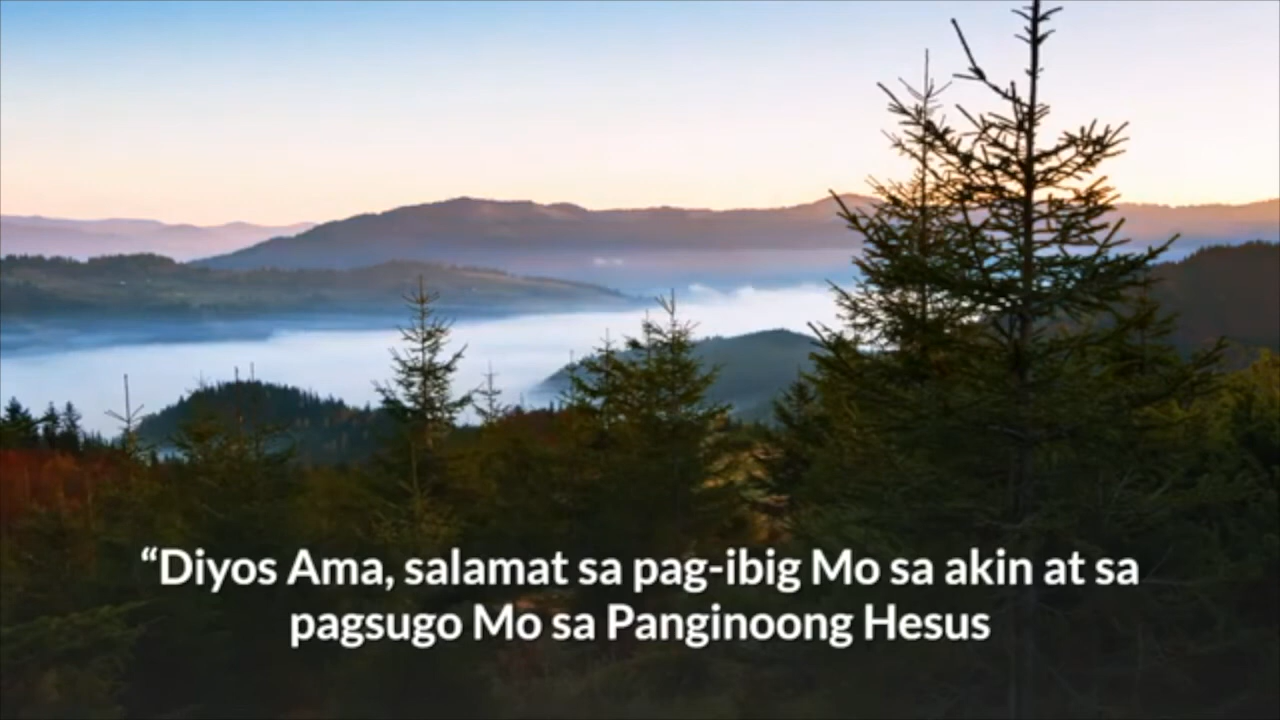 “Diyos Ama, salamat sa pag-ibig Mo sa akin at sa
pagsugo Mo sa Panginoong Hesus